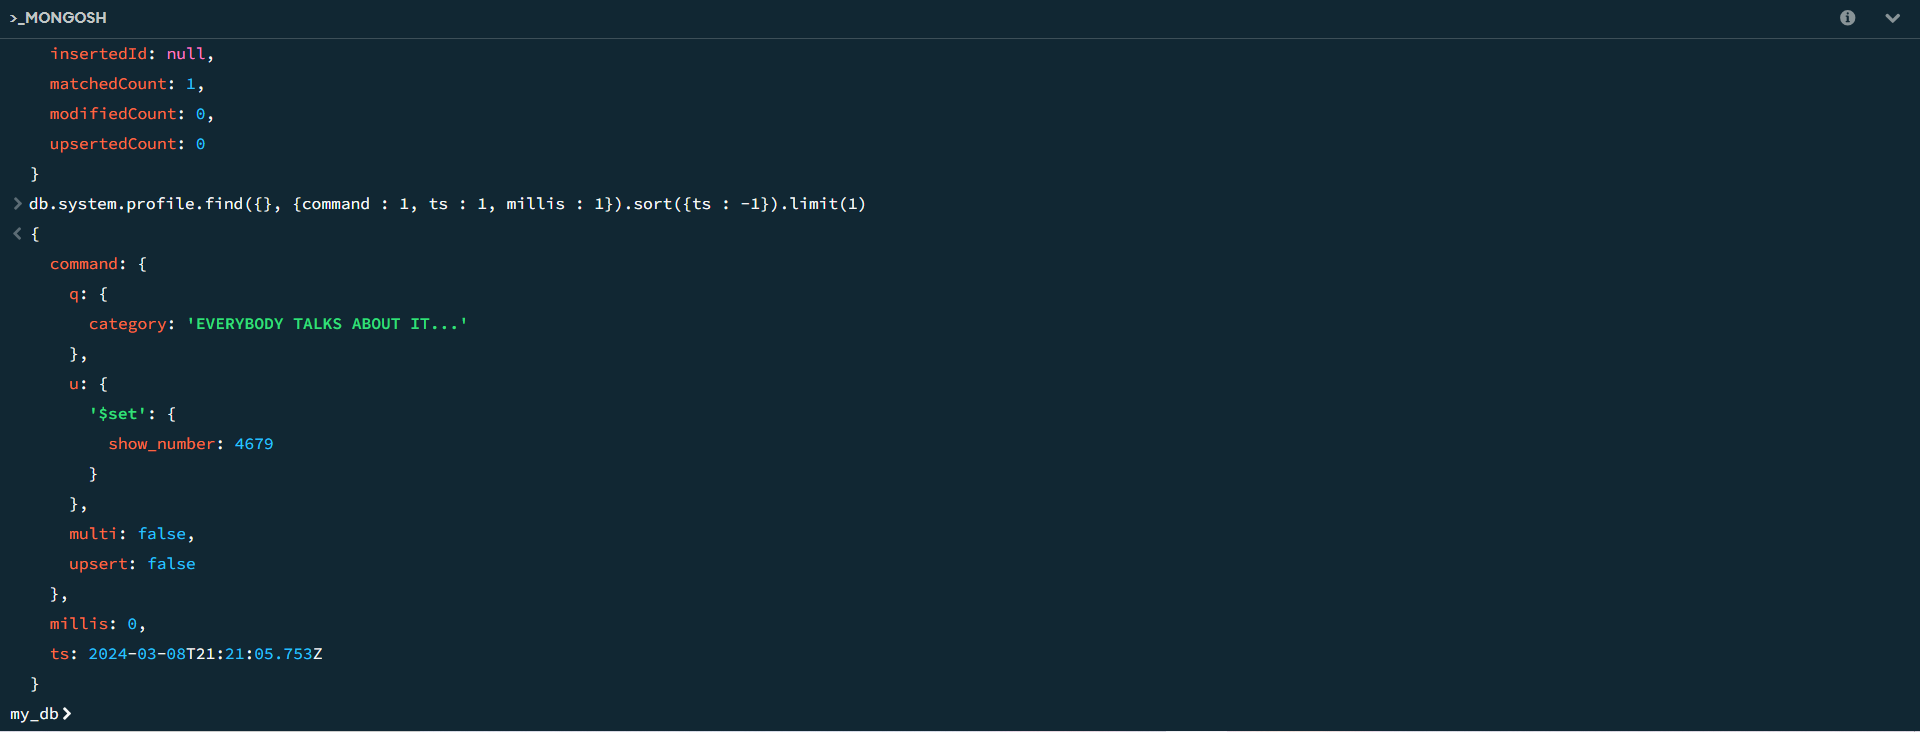 >_MONGOSH
insertedId: null,
matchedCount: 1,
modifiedCount: 0,
upsertedCount: 0
}
> db.system.profile.find({}, {command : 1, ts : 1, millis : 1}).sort({ts : -1}).limit(1)
< {
command: {
q: {
category: 'EVERYBODY TALKS ABOUT IT...'
},
u: {
'$set': {
show_number: 4679
}
},
multi: false,
upsert: false
},
millis: 0,
ts: 2024-03-08T21:21:05.753Z
}
my_db>